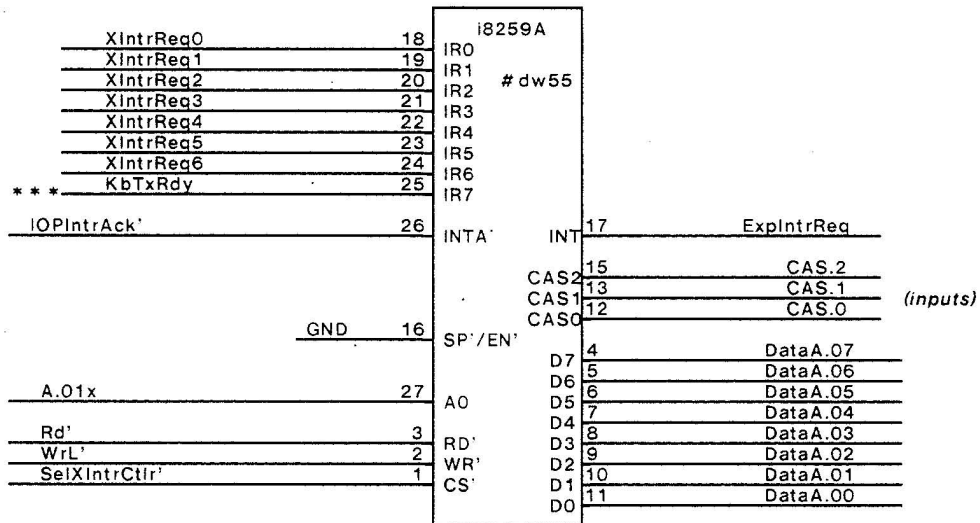 i8259A
#dw55
XIntrReq0 18 IR0
XIntrReq1 19 IR1
XIntrReq2 20 IR2
XIntrReq3 21 IR3
XIntrReq4 22 IR4
XIntrReq5 23 IR5
XIntrReq6 24 IR6
*** KbTxRdy 25 IR7
IOPIntrAck' 26 INTA' INT 17 ExpIntrReq
CAS2 15 CAS.2
CAS1 13 CAS.1 (inputs)
CAS0 12 CAS.0
GND 16 SP'/EN'
D7 4 DataA.07
D6 5 DataA.06
A.01x 27 A0 D5 6 DataA.05
D4 7 DataA.04
Rd' 3 RD' D3 8 DataA.03
WrL' 2 WR' D2 9 DataA.02
SelXIntrCtlr' 1 CS' D1 10 DataA.01
D0 11 DataA.00